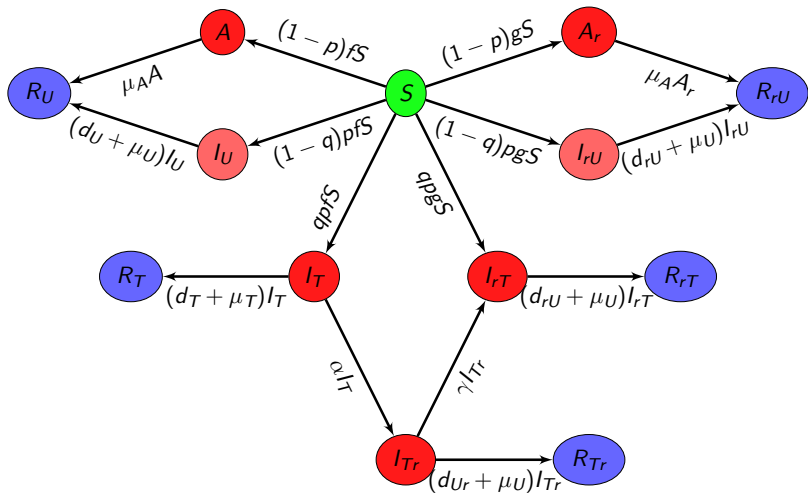 A
(1 − p)fS
(1 − p)gS
A_r
R_U
μ_A A
S
μ_A A_r
R_rU
(d_U + μ_U)I_U
I_U
(1 − q)pfS
(1 − q)pgS
I_rU
(d_rU + μ_U)I_rU
qpfS
qpgS
R_T
(d_T + μ_T)I_T
I_T
I_rT
(d_rU + μ_U)I_rT
R_rT
αI_T
γI_Tr
I_Tr
(d_Ur + μ_U)I_Tr
R_Tr